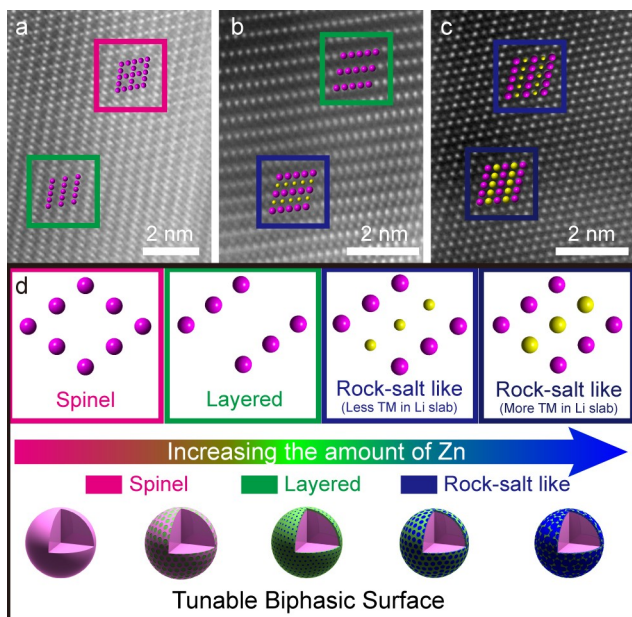 a
b
c
2 nm
2 nm
2 nm
d
Spinel
Layered
Rock-salt like
(Less TM in Li slab)
Rock-salt like
(More TM in Li slab)
Increasing the amount of Zn
Spinel
Layered
Rock-salt like
Tunable Biphasic Surface